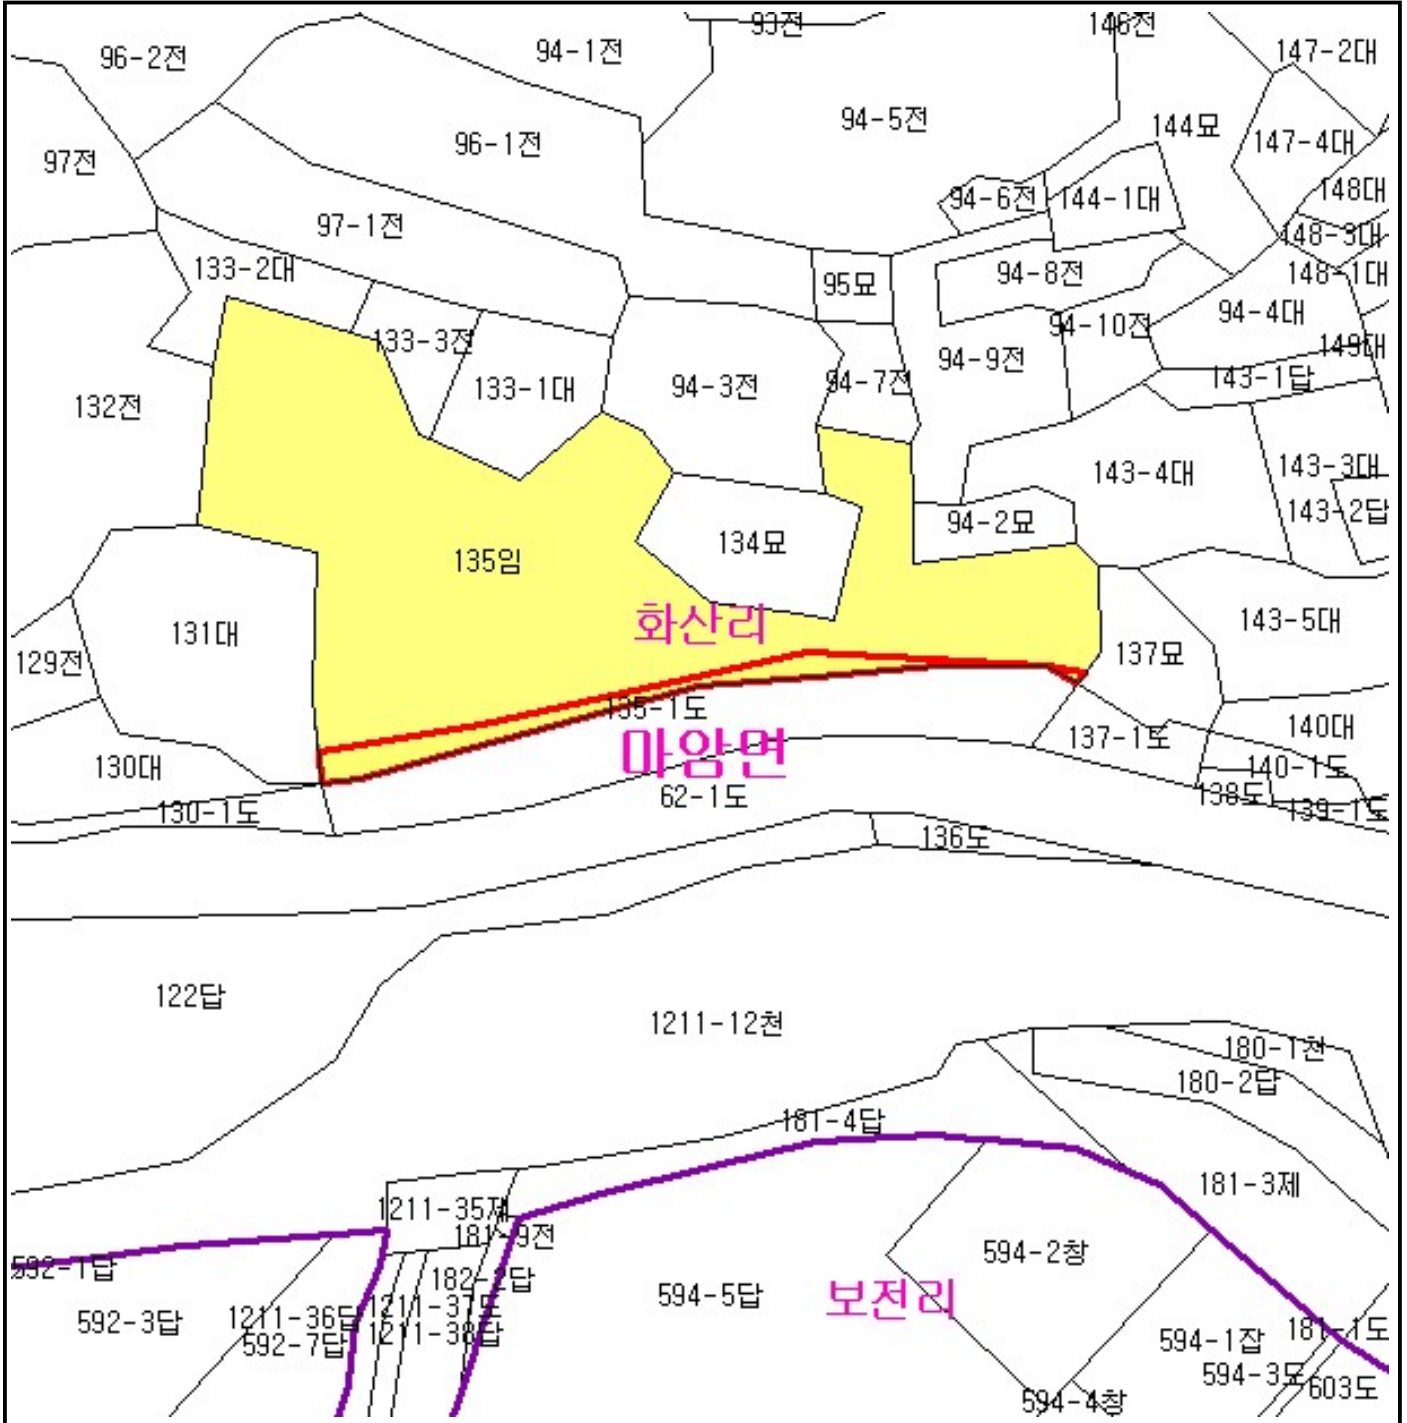 93전
146전
96-2전
94-1전
147-2대
94-5전
144묘
96-1전
147-4대
97전
148대
94-6전
144-1대
97-1전
148-3대
133-2대
94-8전
148-1대
95묘
94-4대
94-10전
133-3전
149대
94-9전
94-7전
143-1답
133-1대
94-3전
132전
143-4대
143-3대
143-2답
94-2묘
134묘
135임
화산리
143-5대
131대
137묘
129전
135-1도
140대
137-1도
마암면
130대
140-1도
62-1도
138도
139-1도
130-1도
136도
122답
1211-12천
180-1천
180-2답
181-4답
181-3제
1211-35제
181-9전
594-2창
592-1답
182-2답
594-5답
보전리
1211-37도
1211-36답
592-3답
1211-38답
181-1도
592-7답
594-1잡
594-3도
603도
594-4창